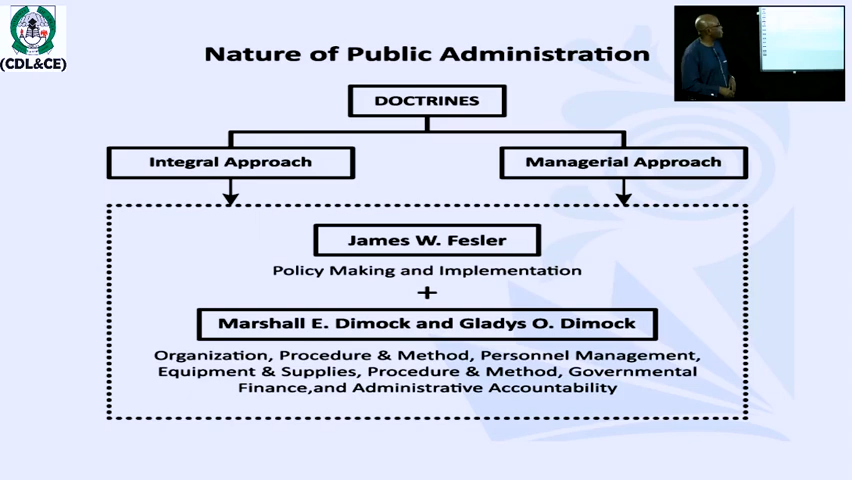 (CDL&CE)
Nature of Public Administration
DOCTRINES
Integral Approach
Managerial Approach
James W. Fesler
Policy Making and Implementation
+
Marshall E. Dimock and Gladys O. Dimock
Organization, Procedure & Method, Personnel Management,
Equipment & Supplies, Procedure & Method, Governmental
Finance,and Administrative Accountability